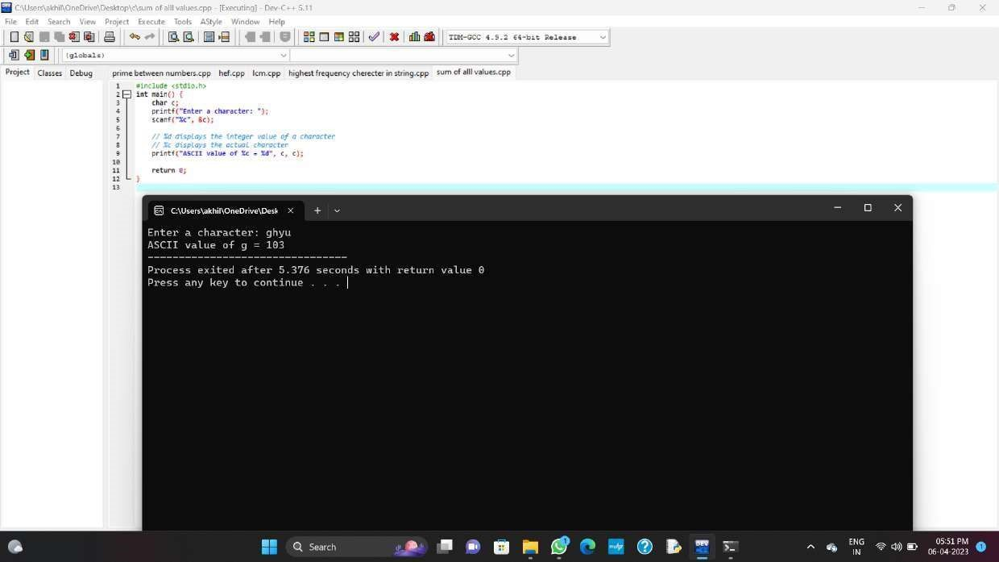 C:\Users\akhil\OneDrive\Desktop\c\sum of alll values.cpp - [Executing] - Dev-C++ 5.11
File Edit Search View Project Execute Tools AStyle Window Help
TDM-GCC 4.9.2 64-bit Release
(globals)
Project Classes Debug
prime between numbers.cpp hef.cpp lcm.cpp highest frequency cherecter in string.cpp sum of alll values.cpp
1 #include <stdio.h>
2 int main() {
3 char c;
4 printf("Enter a character: ");
5 scanf("%c", &c);
6
7 // %d displays the integer value of a character
8 // %c displays the actual character
9 printf("ASCII value of %c = %d", c, c);
10
11 return 0;
12 }
13
C:\Users\akhil\OneDrive\Desk
Enter a character: ghyu
ASCII value of g = 103
--------------------------------
Process exited after 5.376 seconds with return value 0
Press any key to continue . . .
Search
1
DEV
ENG
IN
05:51 PM
06-04-2023
1